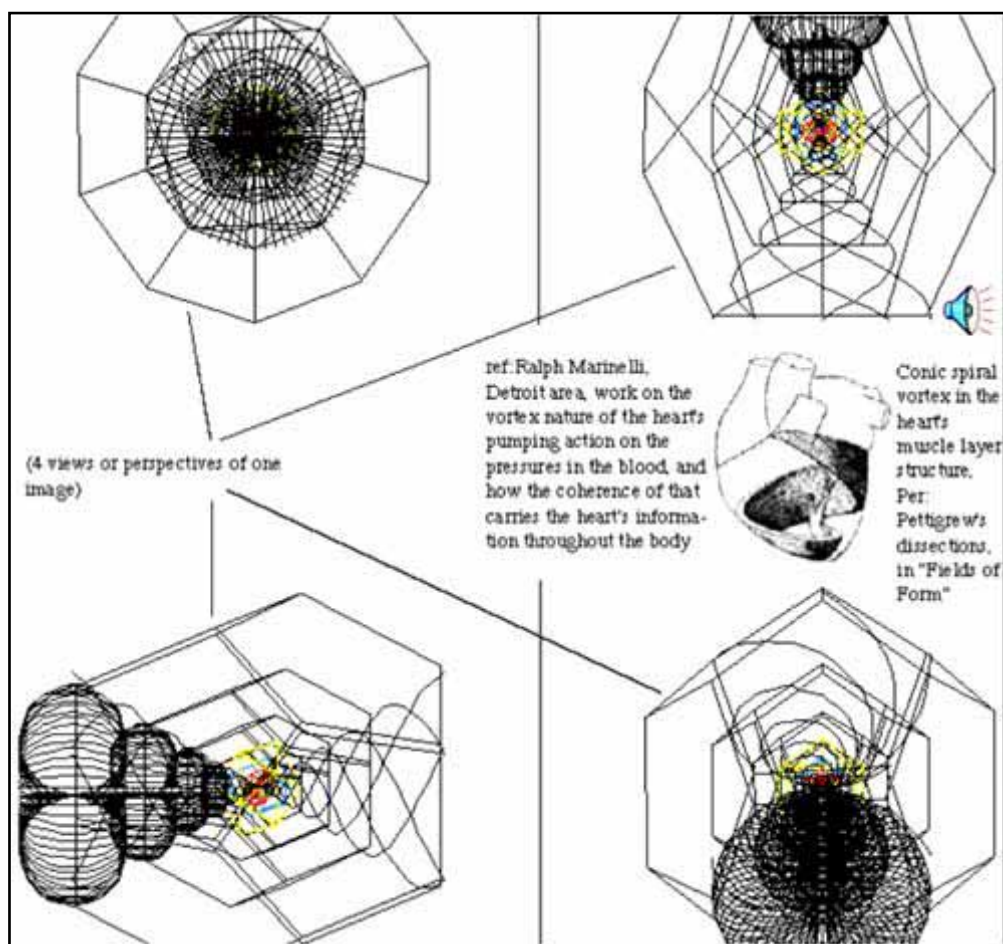 ref: Ralph Marinelli,
Detroit area, work on the
vortex nature of the heart's
pumping action on the
pressures in the blood, and
how the coherence of that
carries the heart's informa-
tion throughout the body
Conic spiral
vortex in the
heart's
muscle layer
structure,
Per:
Pettigrew's
dissections,
in "Fields of
Form"
(4 views or perspectives of one
image)